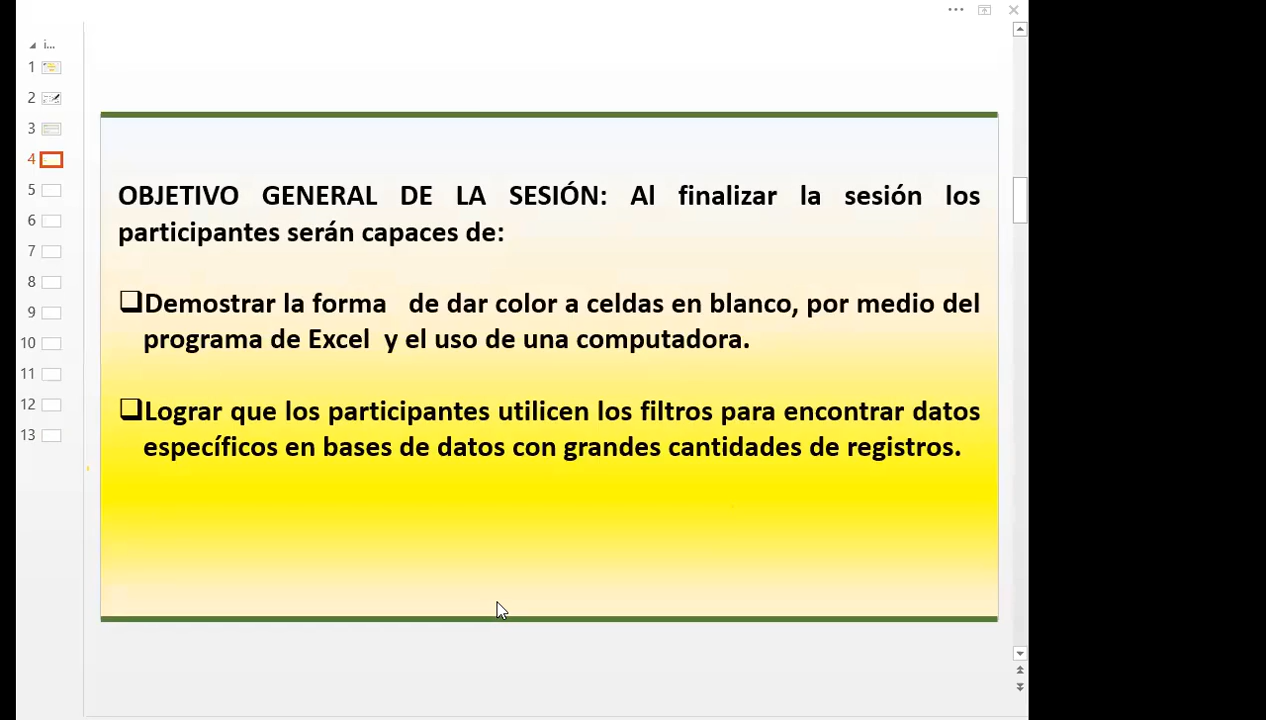 i...
1
2
3
4
5
6
7
8
9
10
11
12
13
OBJETIVO GENERAL DE LA SESIÓN: Al finalizar la sesión los
participantes serán capaces de:
❑Demostrar la forma de dar color a celdas en blanco, por medio del
programa de Excel y el uso de una computadora.
❑Lograr que los participantes utilicen los filtros para encontrar datos
específicos en bases de datos con grandes cantidades de registros.